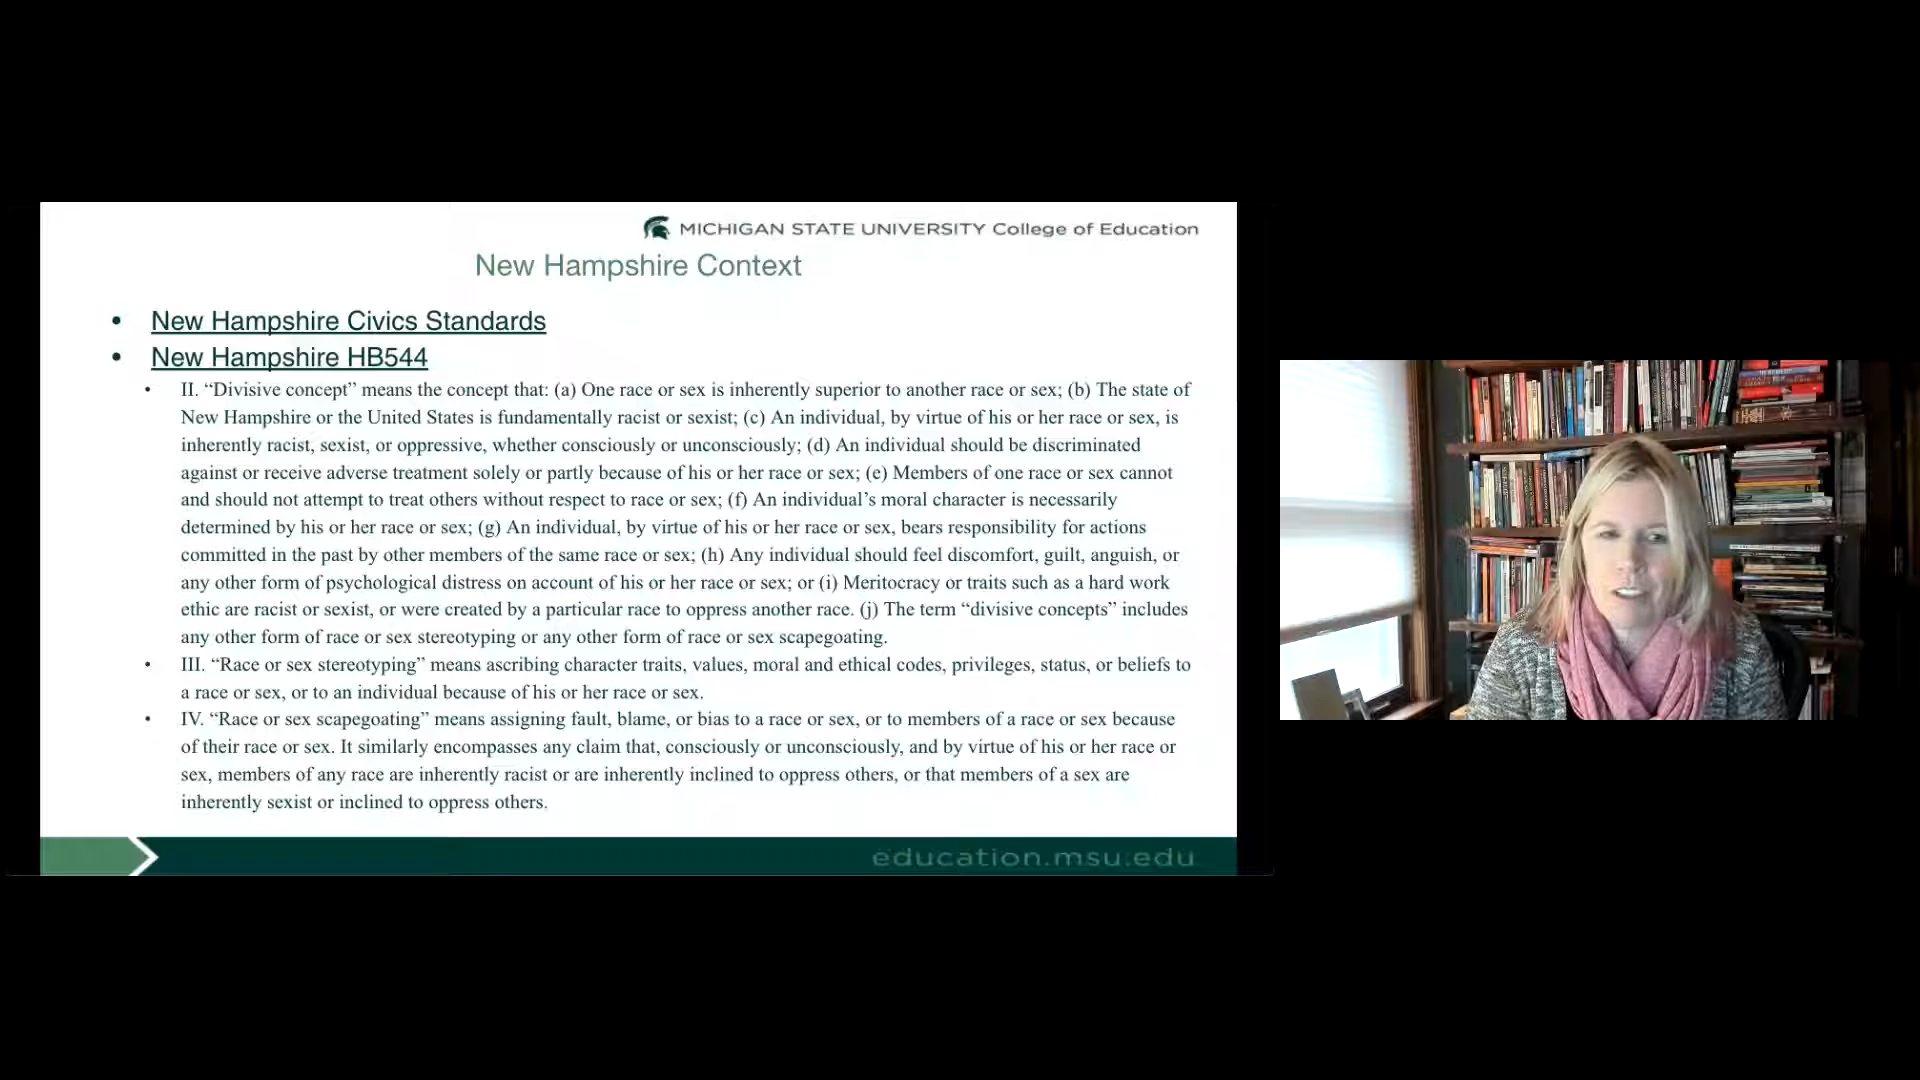 MICHIGAN STATE UNIVERSITY College of Education
New Hampshire Context
• New Hampshire Civics Standards
• New Hampshire HB544
• II. “Divisive concept” means the concept that: (a) One race or sex is inherently superior to another race or sex; (b) The state of
New Hampshire or the United States is fundamentally racist or sexist; (c) An individual, by virtue of his or her race or sex, is
inherently racist, sexist, or oppressive, whether consciously or unconsciously; (d) An individual should be discriminated
against or receive adverse treatment solely or partly because of his or her race or sex; (e) Members of one race or sex cannot
and should not attempt to treat others without respect to race or sex; (f) An individual’s moral character is necessarily
determined by his or her race or sex; (g) An individual, by virtue of his or her race or sex, bears responsibility for actions
committed in the past by other members of the same race or sex; (h) Any individual should feel discomfort, guilt, anguish, or
any other form of psychological distress on account of his or her race or sex; or (i) Meritocracy or traits such as a hard work
ethic are racist or sexist, or were created by a particular race to oppress another race. (j) The term “divisive concepts” includes
any other form of race or sex stereotyping or any other form of race or sex scapegoating.
• III. “Race or sex stereotyping” means ascribing character traits, values, moral and ethical codes, privileges, status, or beliefs to
a race or sex, or to an individual because of his or her race or sex.
• IV. “Race or sex scapegoating” means assigning fault, blame, or bias to a race or sex, or to members of a race or sex because
of their race or sex. It similarly encompasses any claim that, consciously or unconsciously, and by virtue of his or her race or
sex, members of any race are inherently racist or are inherently inclined to oppress others, or that members of a sex are
inherently sexist or inclined to oppress others.
education.msu.edu